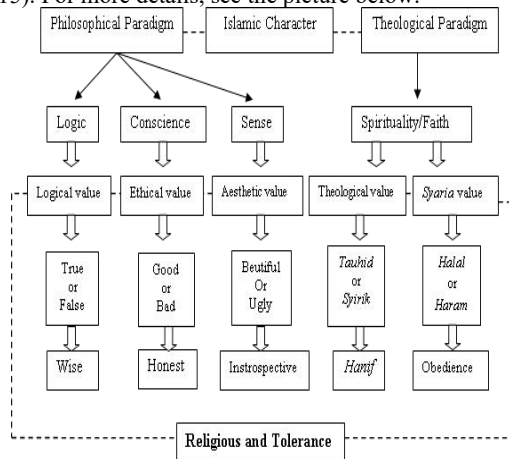 15). For more details, see the picture below.
Philosophical Paradigm
Islamic Character
Theological Paradigm
Logic
Conscience
Sense
Spirituality/Faith
Logical value
Ethical value
Aesthetic value
Theological value
Syaria value
True
or
False
Good
or
Bad
Beutiful
Or
Ugly
Tauhid
or
Syirik
Halal
or
Haram
Wise
Honest
Instrospective
Hanif
Obedience
Religious and Tolerance